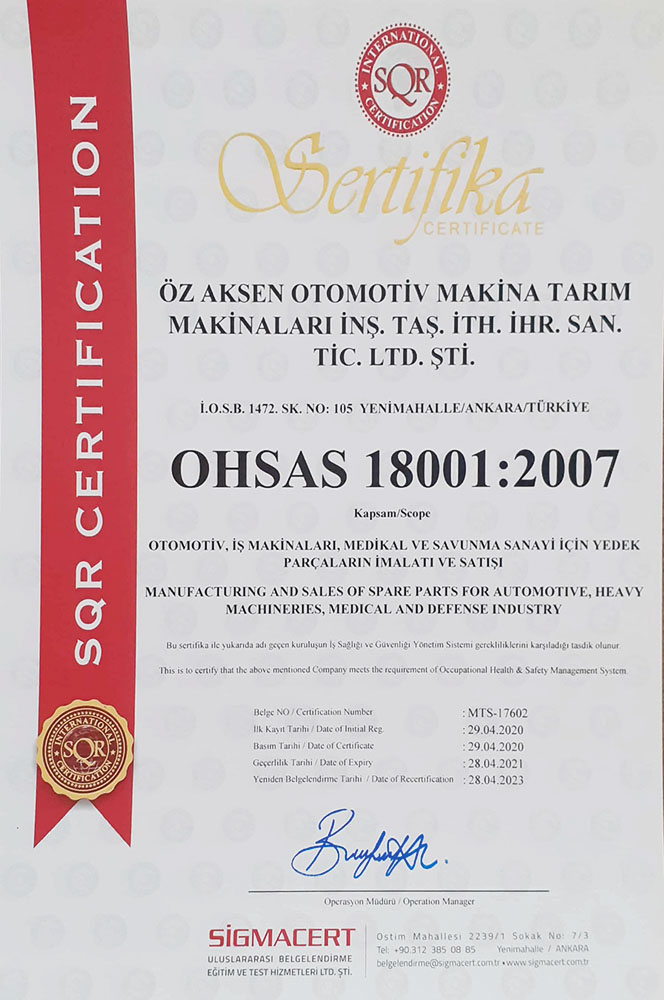 INTERNATIONAL
SQR
CERTIFICATION
Sertifika
CERTIFICATE
SQR CERTIFICATION
ÖZ AKSEN OTOMOTİV MAKİNA TARIM
MAKİNALARI İNŞ. TAŞ. İTH. İHR. SAN.
TİC. LTD. ŞTİ.
İ.O.S.B. 1472. SK. NO: 105 YENİMAHALLE/ANKARA/TÜRKİYE
OHSAS 18001:2007
Kapsam/Scope
OTOMOTİV, İŞ MAKİNALARI, MEDİKAL VE SAVUNMA SANAYİ İÇİN YEDEK
PARÇALARIN İMALATI VE SATIŞI
MANUFACTURING AND SALES OF SPARE PARTS FOR AUTOMOTIVE, HEAVY
MACHINERIES, MEDICAL AND DEFENSE INDUSTRY
Bu sertifika ile yukarıda adı geçen kuruluşun İş Sağlığı ve Güvenliği Yönetim Sistemi gerekliliklerini karşıladığı tasdik olunur.
This is to certify that the above mentioned Company meets the requirement of Occupational Health & Safety Management System.
Belge NO / Certification Number : MTS-17602
İlk Kayıt Tarihi / Date of Initial Reg. : 29.04.2020
Basım Tarihi / Date of Certificate : 29.04.2020
Geçerlilik Tarihi / Date of Expiry : 28.04.2021
Yeniden Belgelendirme Tarihi / Date of Recertification : 28.04.2023
INTERNATIONAL
SQR
CERTIFICATION
Operasyon Müdürü / Operation Manager
SİGMACERT
ULUSLARARASI BELGELENDİRME
EĞİTİM VE TEST HİZMETLERİ LTD. ŞTİ.
Ostim Mahallesi 2239/1 Sokak No: 7/3
Tel: +90.312 385 08 85 Yenimahalle / ANKARA
belgelendirme@sigmacert.com.tr • www.sigmacert.com.tr